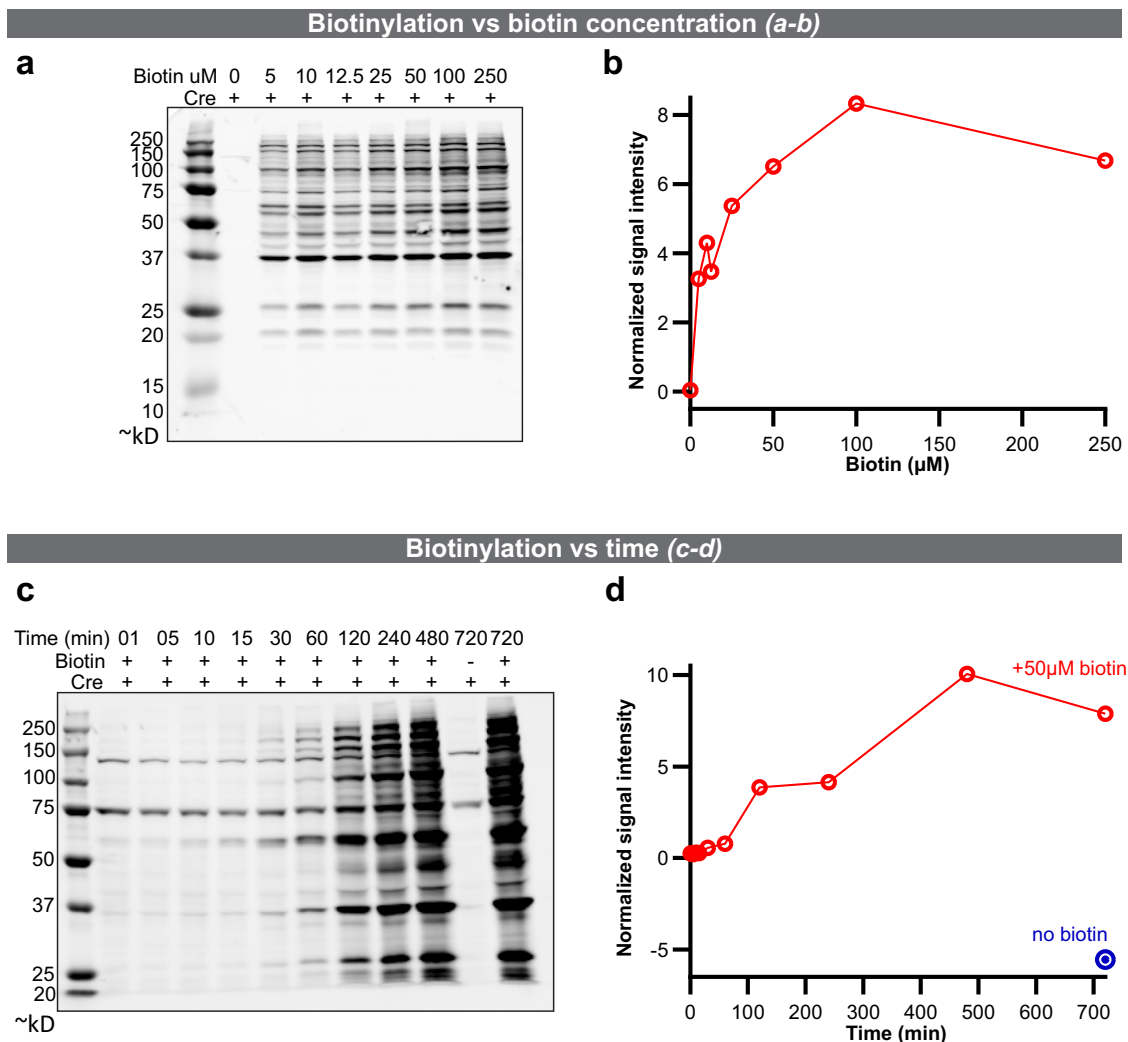 Biotinylation vs biotin concentration (a-b)
a
Biotin uM 0 5 10 12.5 25 50 100 250
Cre + + + + + + + +
250
150
100
75
50
37
25
20
15
10
~kD
b
Normalized signal intensity
8
6
4
2
0
0 50 100 150 200 250
Biotin (µM)
Biotinylation vs time (c-d)
c
Time (min) 01 05 10 15 30 60 120 240 480 720 720
Biotin + + + + + + + + + - +
Cre + + + + + + + + + + +
250
150
100
75
50
37
25
20
~kD
d
Normalized signal intensity
10
5
0
-5
+50µM biotin
no biotin
0 100 200 300 400 500 600 700
Time (min)